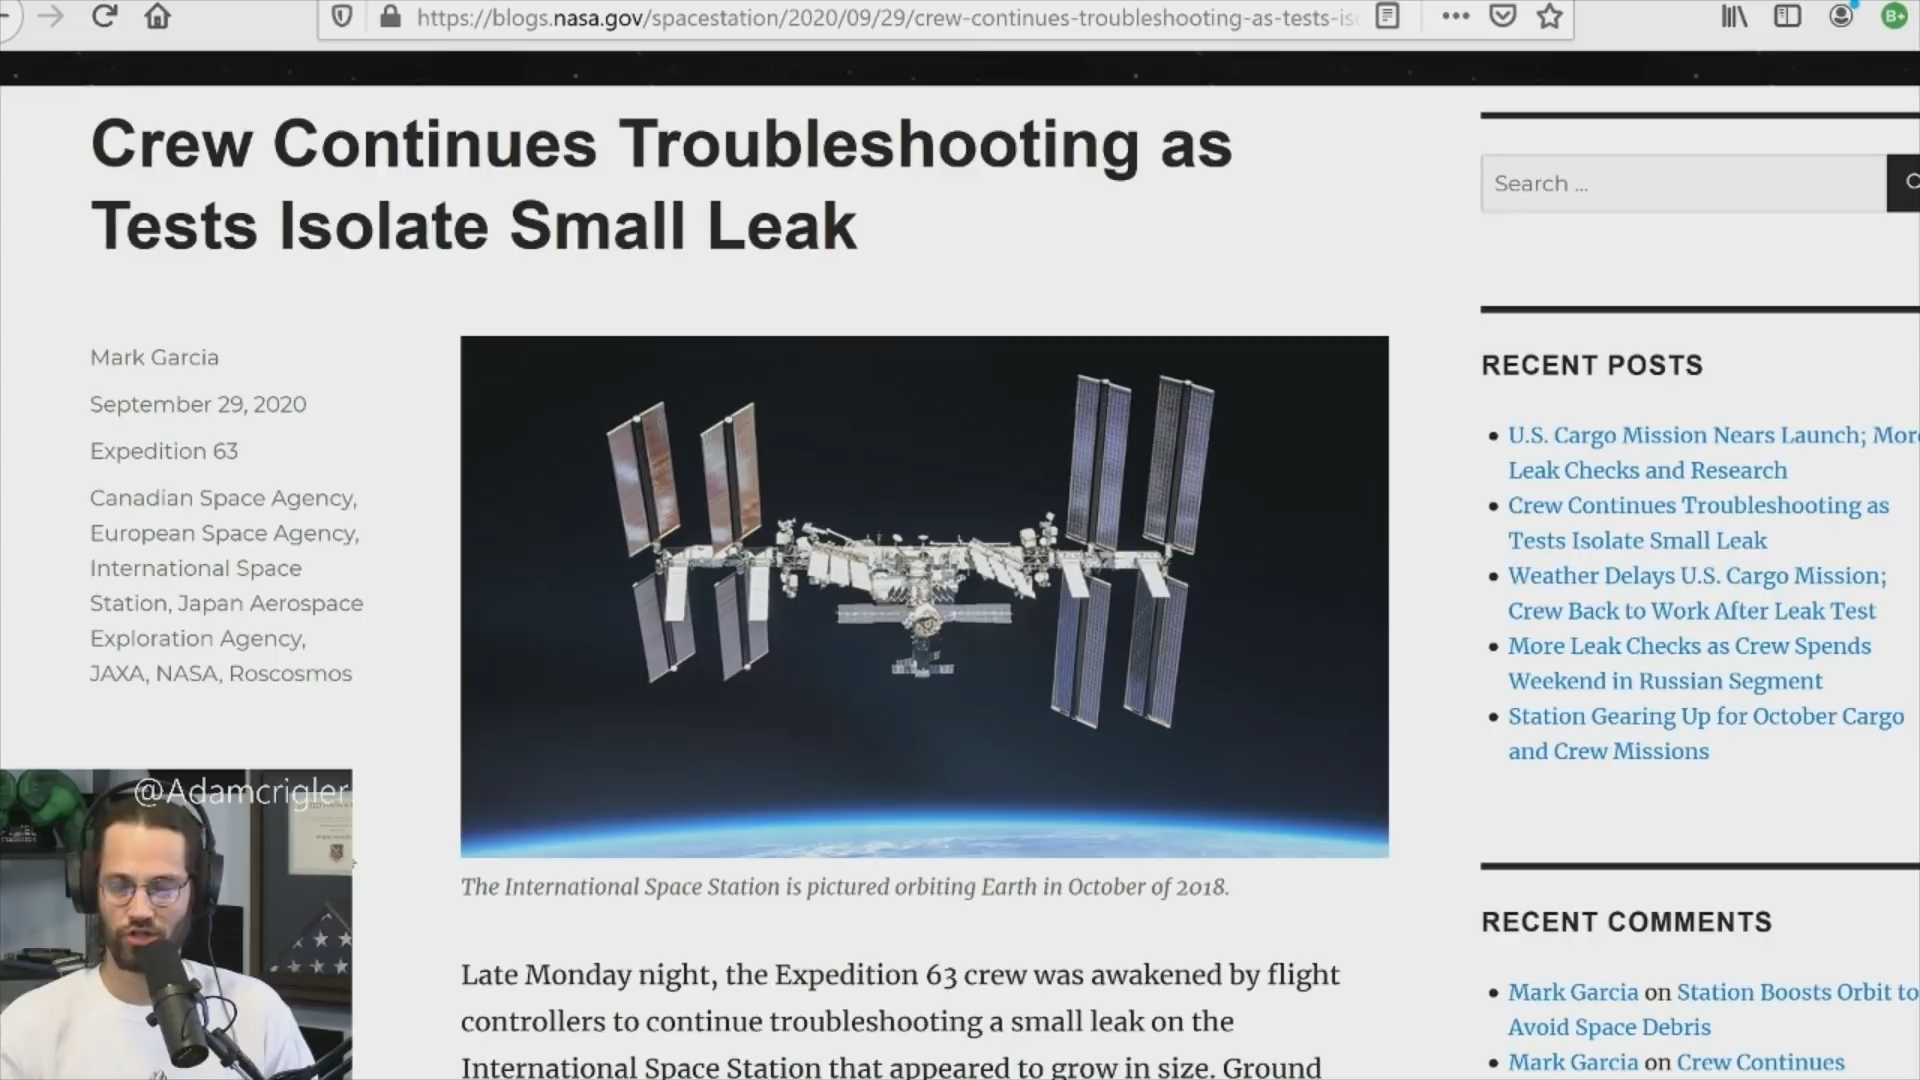 https://blogs.nasa.gov/spacestation/2020/09/29/crew-continues-troubleshooting-as-tests-is
B+
Crew Continues Troubleshooting as
Tests Isolate Small Leak
Mark Garcia
September 29, 2020
Expedition 63
Canadian Space Agency,
European Space Agency,
International Space
Station, Japan Aerospace
Exploration Agency,
JAXA, NASA, Roscosmos
@Adamcrigler
The International Space Station is pictured orbiting Earth in October of 2018.
Late Monday night, the Expedition 63 crew was awakened by flight
controllers to continue troubleshooting a small leak on the
International Space Station that appeared to grow in size. Ground
Search ...
RECENT POSTS
U.S. Cargo Mission Nears Launch; More
Leak Checks and Research
Crew Continues Troubleshooting as
Tests Isolate Small Leak
Weather Delays U.S. Cargo Mission;
Crew Back to Work After Leak Test
More Leak Checks as Crew Spends
Weekend in Russian Segment
Station Gearing Up for October Cargo
and Crew Missions
RECENT COMMENTS
Mark Garcia on Station Boosts Orbit to
Avoid Space Debris
Mark Garcia on Crew Continues